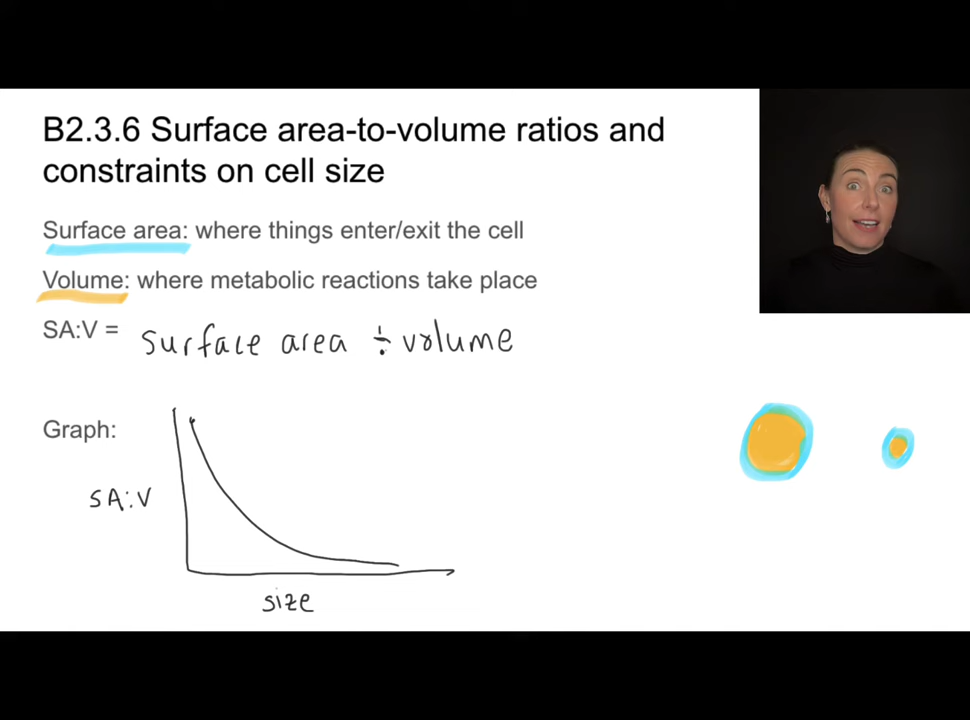 B2.3.6 Surface area-to-volume ratios and
constraints on cell size
Surface area: where things enter/exit the cell
Volume: where metabolic reactions take place
SA:V = surface area ÷ volume
Graph:
SA:V
size